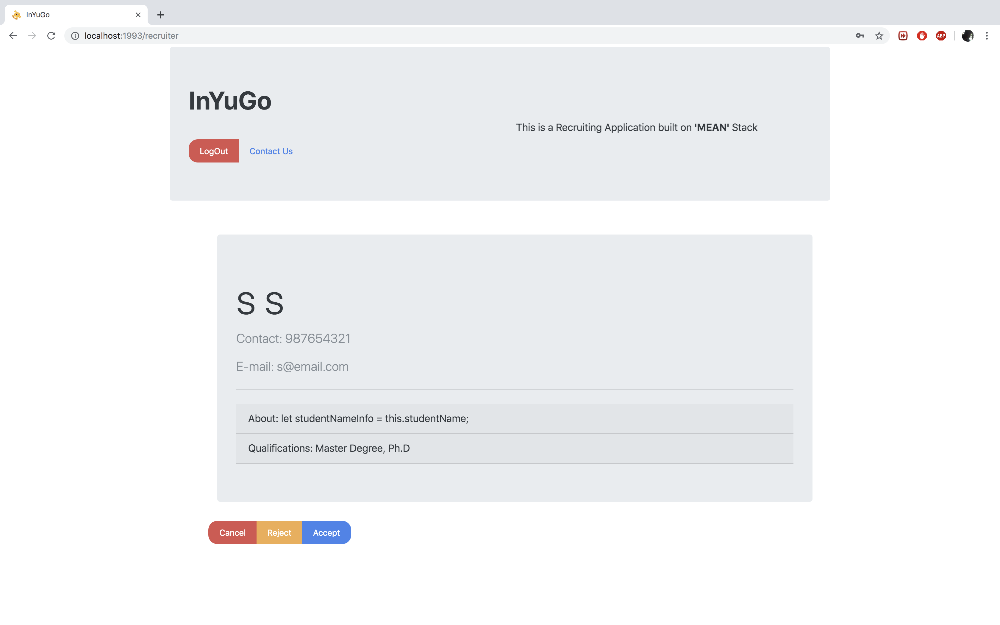 InYuGo
localhost:1993/recruiter
ABP
InYuGo
This is a Recruiting Application built on 'MEAN' Stack
LogOut
Contact Us
S S
Contact: 987654321
E-mail: s@email.com
About: let studentNameInfo = this.studentName;
Qualifications: Master Degree, Ph.D
Cancel
Reject
Accept